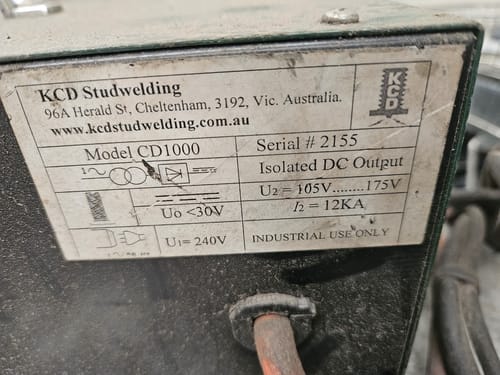 KCD Studwelding
96A Herald St, Cheltenham, 3192, Vic. Australia.
www.kcdstudwelding.com.au
KCD
Model CD1000
Serial # 2155
1~
Isolated DC Output
U2 = 105V........175V
Uo <30V
I2 = 12KA
U1= 240V
INDUSTRIAL USE ONLY